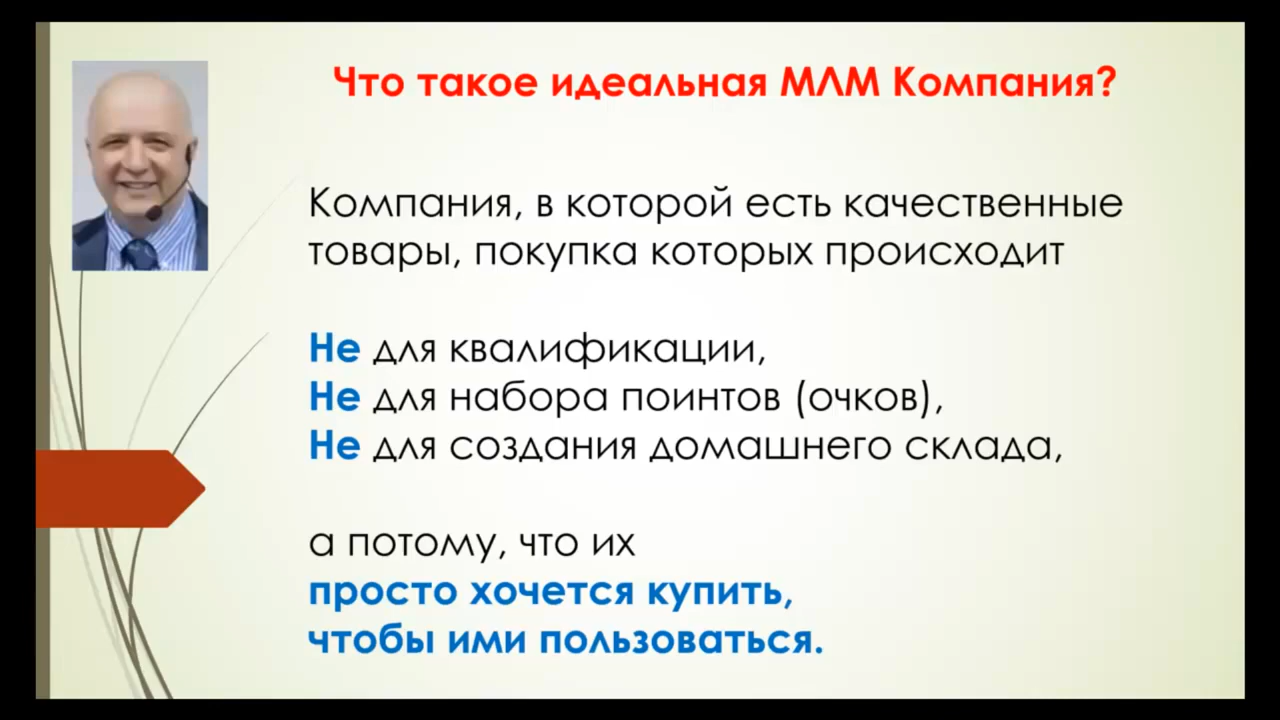 Что такое идеальная МЛМ Компания?
Компания, в которой есть качественные
товары, покупка которых происходит
Не для квалификации,
Не для набора поинтов (очков),
Не для создания домашнего склада,
а потому, что их
просто хочется купить,
чтобы ими пользоваться.